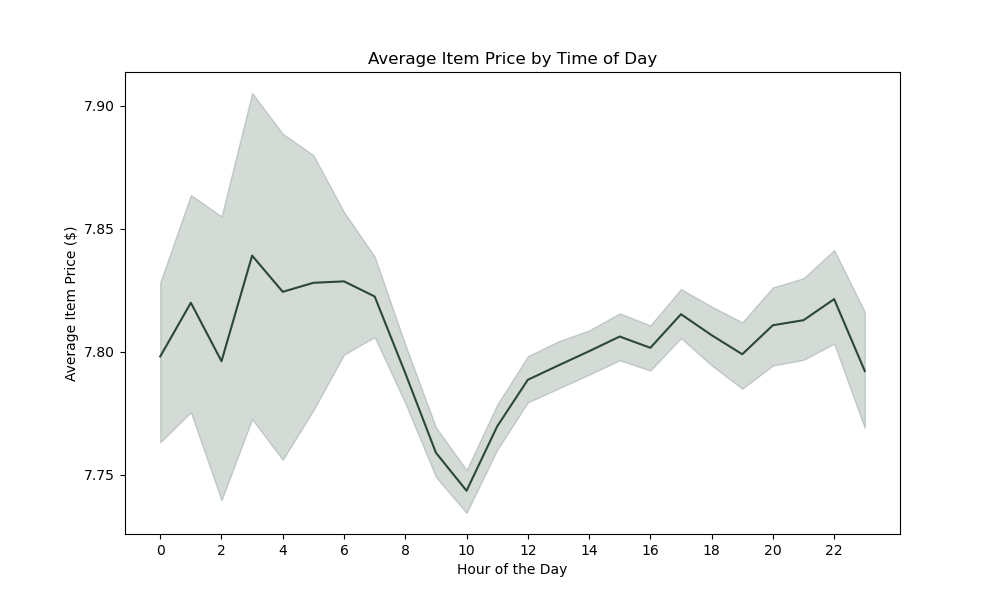 Average Item Price by Time of Day
Average Item Price ($)
7.90
7.85
7.80
7.75
0 2 4 6 8 10 12 14 16 18 20 22
Hour of the Day